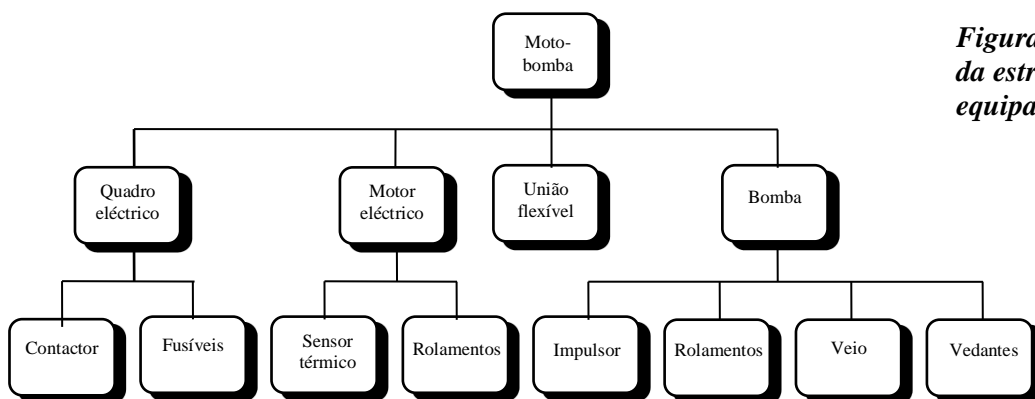 Moto-
bomba
Figura
da estr
equipa
Quadro
eléctrico
Motor
eléctrico
União
flexível
Bomba
Contactor
Fusíveis
Sensor
térmico
Rolamentos
Impulsor
Rolamentos
Veio
Vedantes